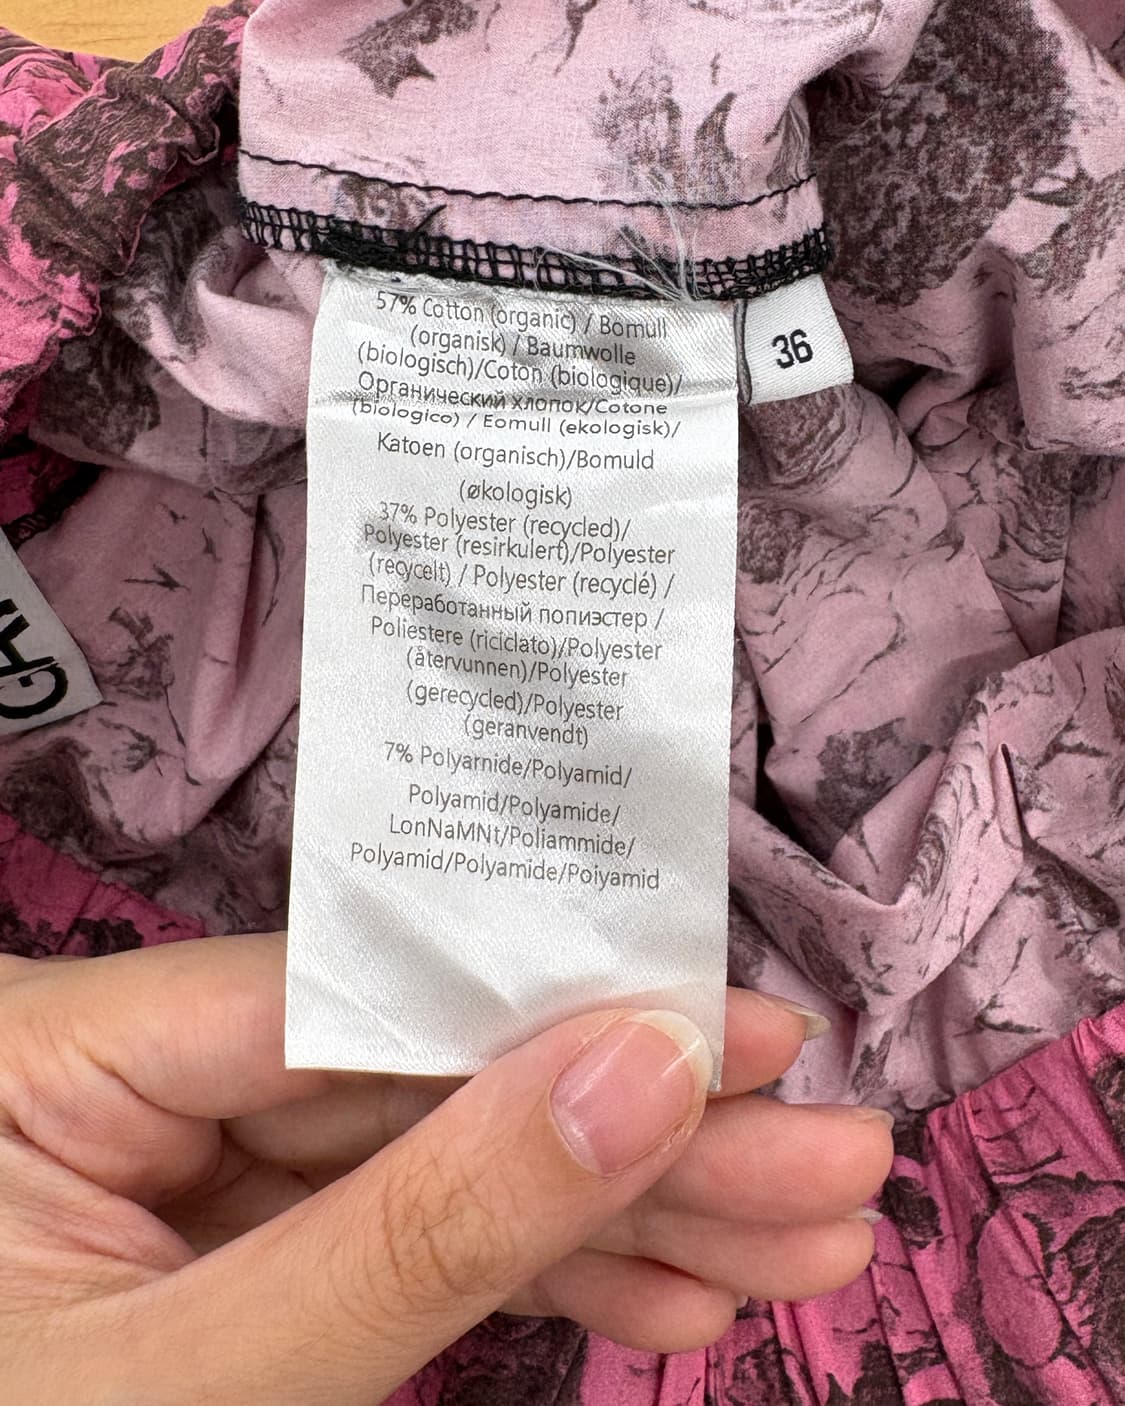 57% Cotton (organic) / Bomull
(organisk) / Baumwolle
(biologisch)/Coton (biologique)/
Органический хлопок/Cotone
(biologico) / Eomull (ekologisk)/
Katoen (organisch)/Bomuld
(økologisk)
37% Polyester (recycled)/
Polyester (resirkulert)/Polyester
(recycelt) / Polyester (recyclé) /
Переработанный полиэстер /
Poliestere (riciclato)/Polyester
(återvunnen)/Polyester
(gerecycled)/Polyester
(geranvendt)
7% Polyarnide/Polyamid/
Polyamid/Polyamide/
LonNaMNt/Poliammide/
Polyamid/Polyamide/Poiyamid
36